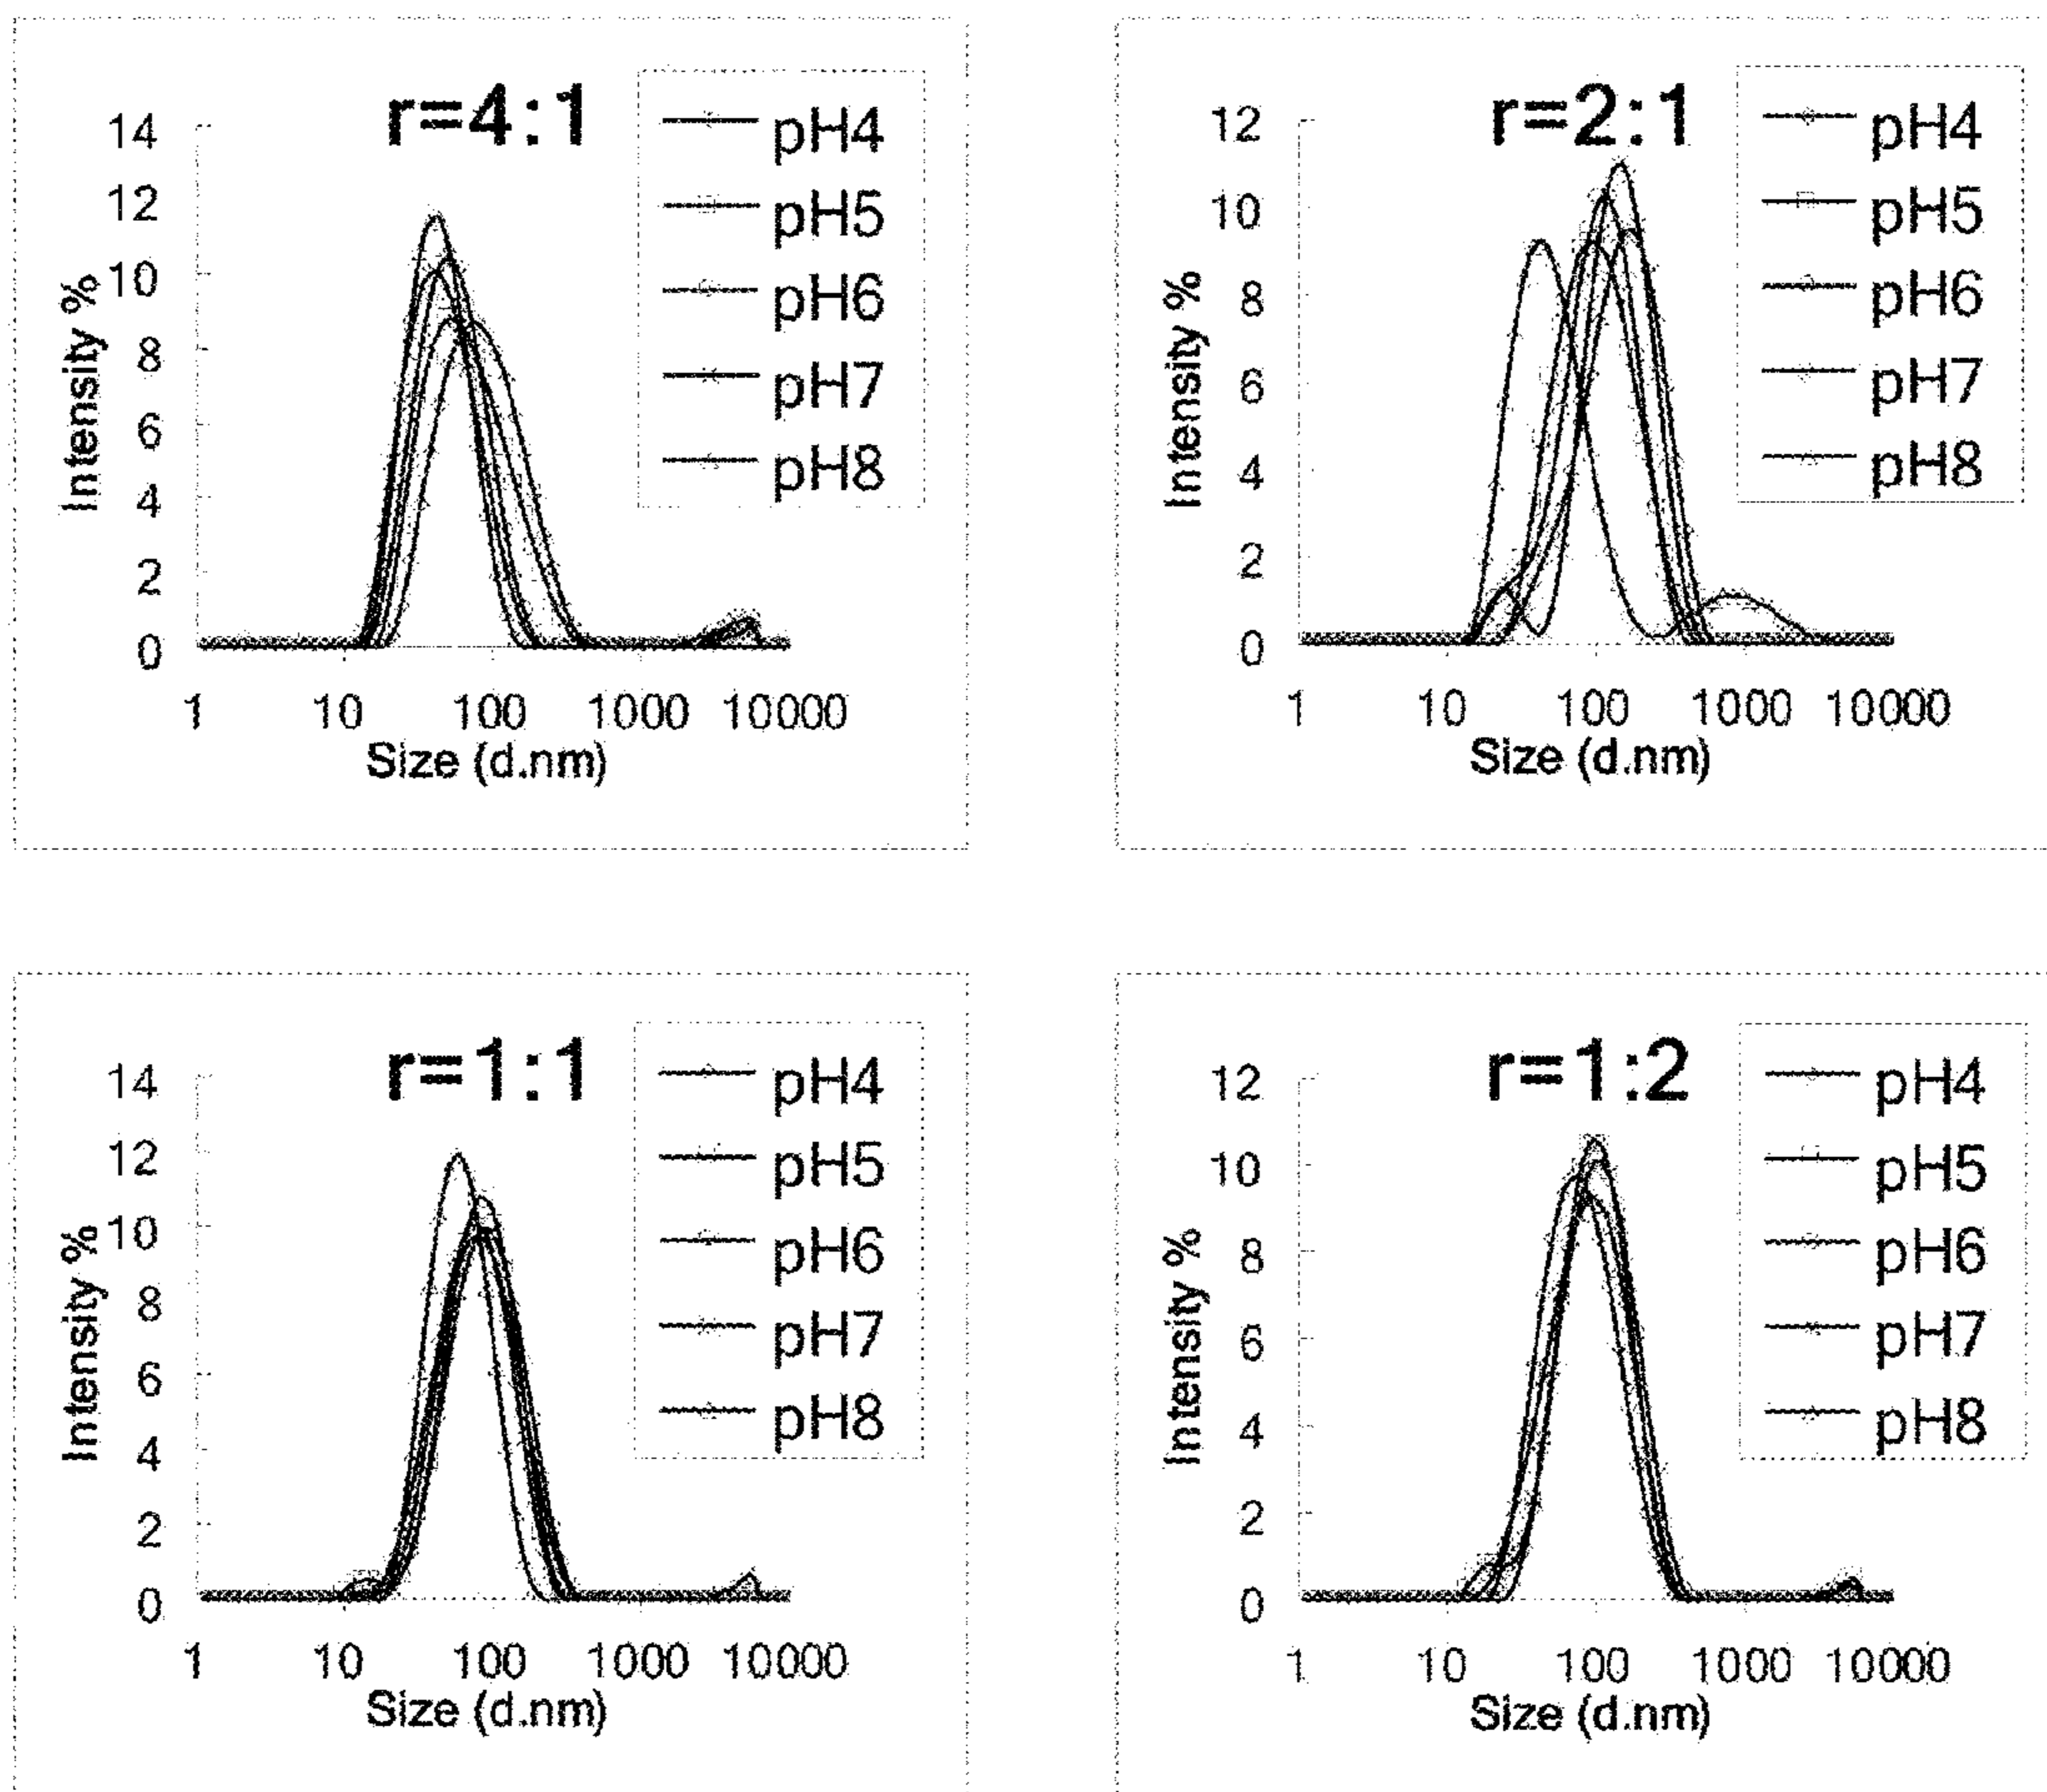 r=4:1
pH4
pH5
pH6
pH7
pH8
Intensity %
14
12
10
8
6
4
2
0
1 10 100 1000 10000
Size (d.nm)
r=2:1
pH4
pH5
pH6
pH7
pH8
Intensity %
12
10
8
6
4
2
0
1 10 100 1000 10000
Size (d.nm)
r=1:1
pH4
pH5
pH6
pH7
pH8
Intensity %
14
12
10
8
6
4
2
0
1 10 100 1000 10000
Size (d.nm)
r=1:2
pH4
pH5
pH6
pH7
pH8
Intensity %
12
10
8
6
4
2
0
1 10 100 1000 10000
Size (d.nm)